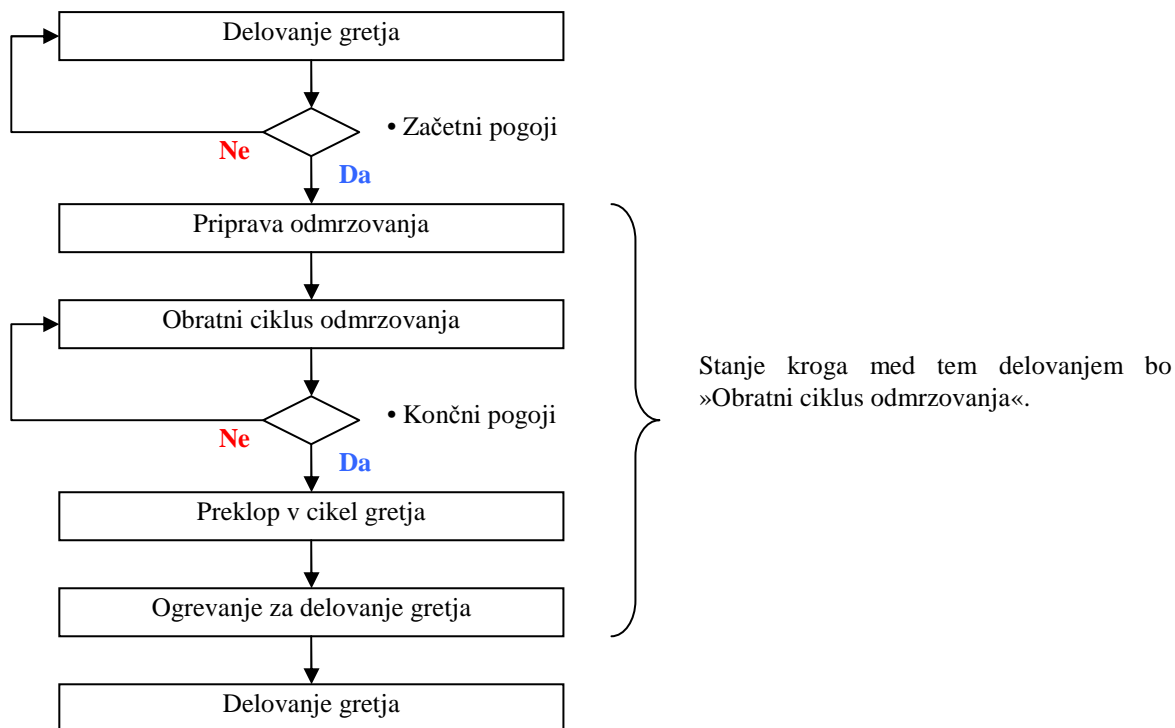 Delovanje gretja
• Začetni pogoji
Ne
Da
Priprava odmrzovanja
Obratni ciklus odmrzovanja
Stanje kroga med tem delovanjem bo
»Obratni ciklus odmrzovanja«.
• Končni pogoji
Ne
Da
Preklop v cikel gretja
Ogrevanje za delovanje gretja
Delovanje gretja